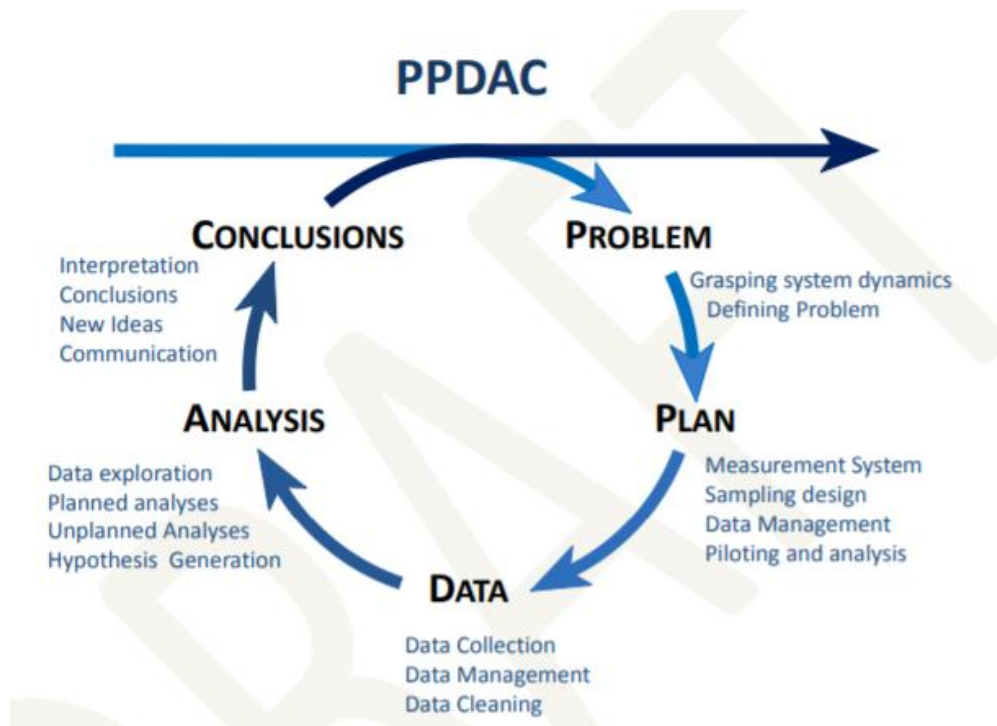 PPDAC
CONCLUSIONS
Interpretation
Conclusions
New Ideas
Communication
PROBLEM
Grasping system dynamics
Defining Problem
PLAN
Measurement System
Sampling design
Data Management
Piloting and analysis
DATA
Data Collection
Data Management
Data Cleaning
ANALYSIS
Data exploration
Planned analyses
Unplanned Analyses
Hypothesis Generation
DRAFT